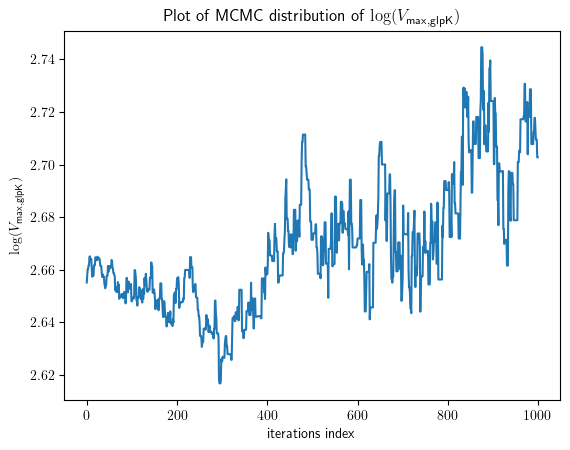 Plot of MCMC distribution of log(V_max,glpK)
log(V_max,glpK)
2.74
2.72
2.70
2.68
2.66
2.64
2.62
0 200 400 600 800 1000
iterations index